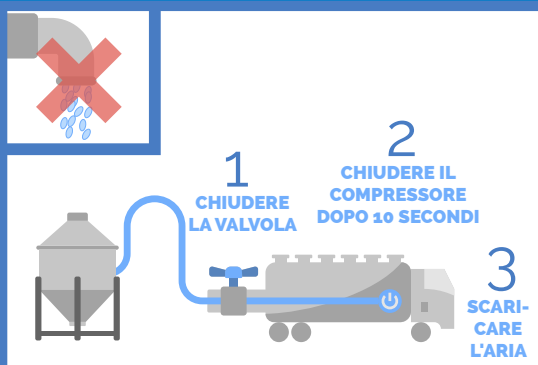 1
CHIUDERE
LA VALVOLA
2
CHIUDERE IL
COMPRESSORE
DOPO 10 SECONDI
3
SCARI-
CARE
L'ARIA